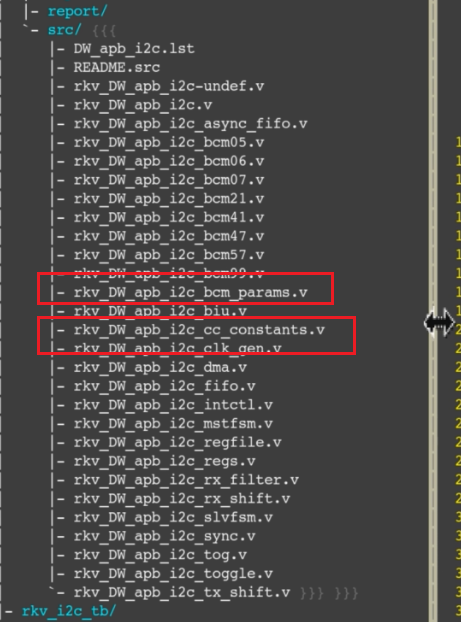 |- report/
`- src/ {{{
|- DW_apb_i2c.lst
|- README.src
|- rkv_DW_apb_i2c-undef.v
|- rkv_DW_apb_i2c.v
|- rkv_DW_apb_i2c_async_fifo.v
|- rkv_DW_apb_i2c_bcm05.v
|- rkv_DW_apb_i2c_bcm06.v
|- rkv_DW_apb_i2c_bcm07.v
|- rkv_DW_apb_i2c_bcm21.v
|- rkv_DW_apb_i2c_bcm41.v
|- rkv_DW_apb_i2c_bcm47.v
|- rkv_DW_apb_i2c_bcm57.v
|- rkv_DW_apb_i2c_bcm99.v
|- rkv_DW_apb_i2c_bcm_params.v
|- rkv_DW_apb_i2c_biu.v
|- rkv_DW_apb_i2c_cc_constants.v
|- rkv_DW_apb_i2c_clk_gen.v
|- rkv_DW_apb_i2c_dma.v
|- rkv_DW_apb_i2c_fifo.v
|- rkv_DW_apb_i2c_intctl.v
|- rkv_DW_apb_i2c_mstfsm.v
|- rkv_DW_apb_i2c_regfile.v
|- rkv_DW_apb_i2c_regs.v
|- rkv_DW_apb_i2c_rx_filter.v
|- rkv_DW_apb_i2c_rx_shift.v
|- rkv_DW_apb_i2c_slvfsm.v
|- rkv_DW_apb_i2c_sync.v
|- rkv_DW_apb_i2c_tog.v
|- rkv_DW_apb_i2c_toggle.v
`- rkv_DW_apb_i2c_tx_shift.v }}} }}}
|- rkv_i2c_tb/